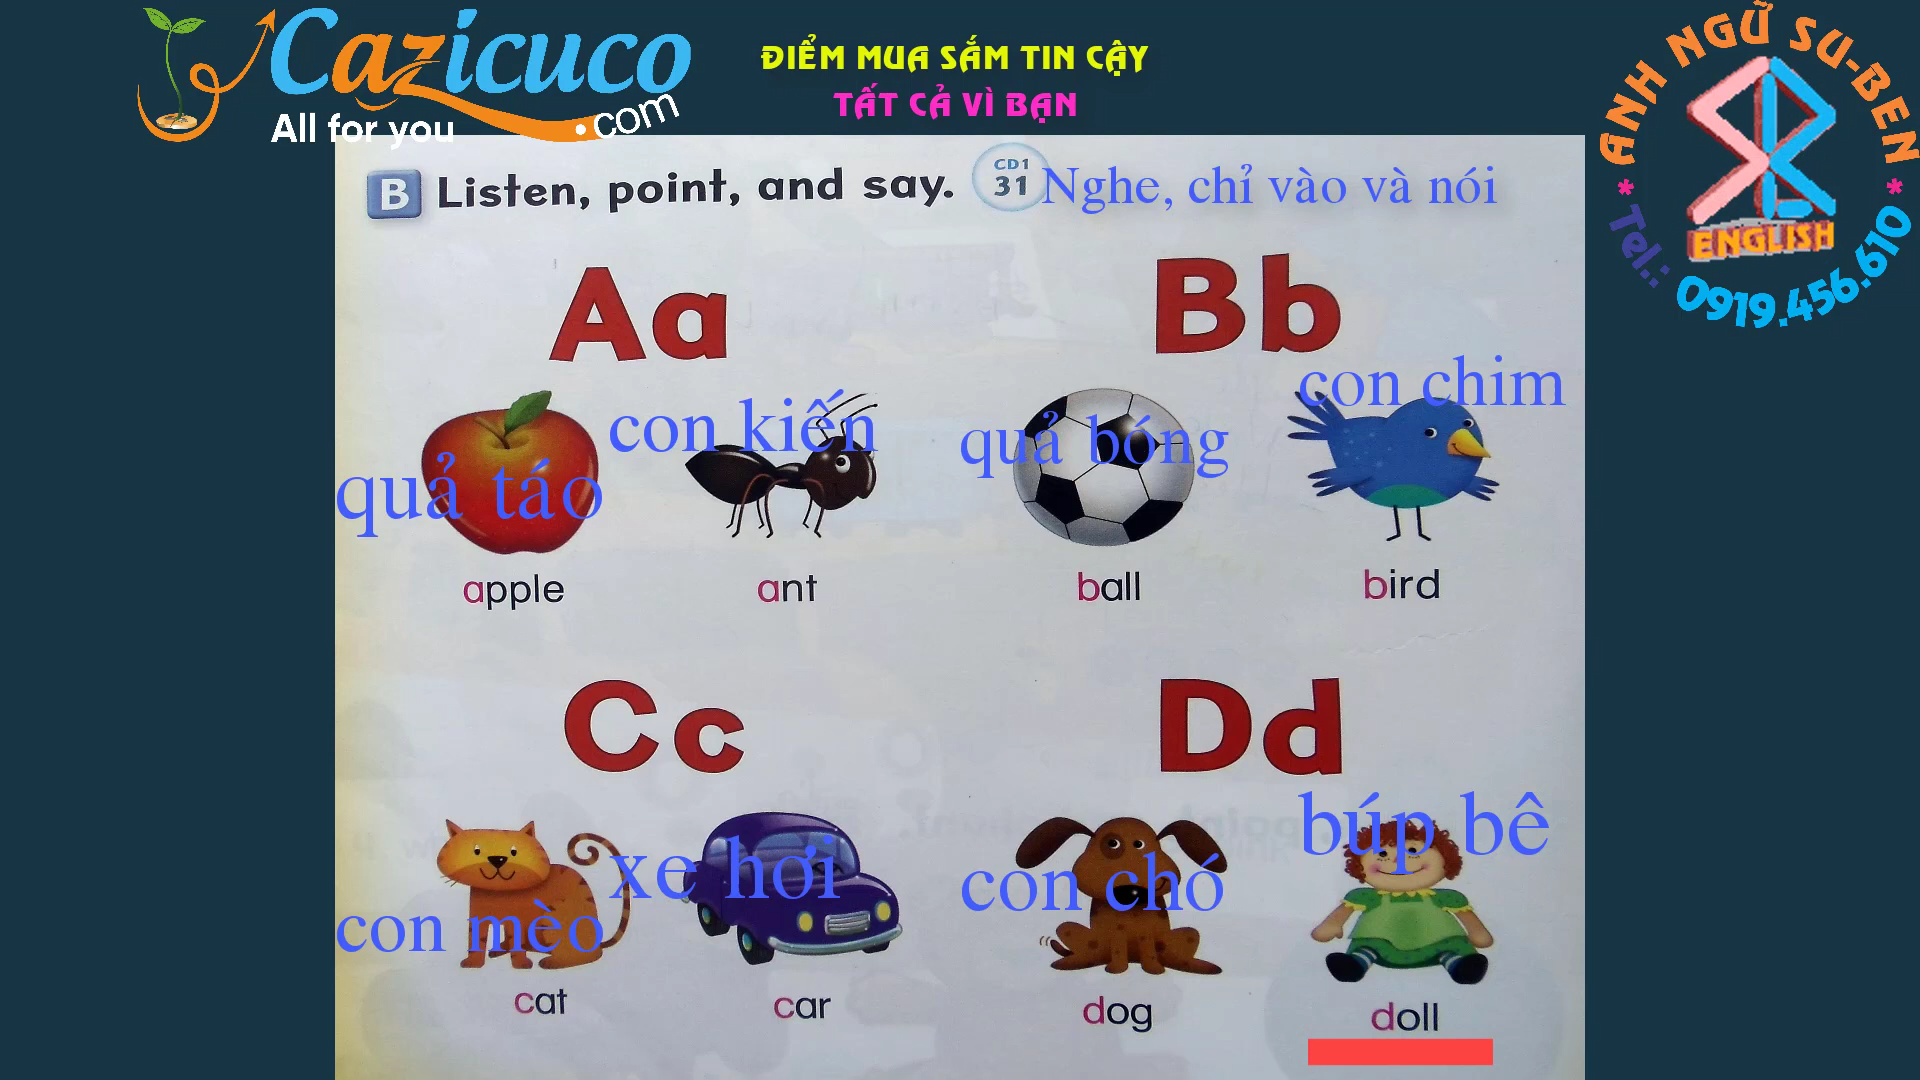 Cazicuco
.com
All for you
ĐIỂM MUA SẮM TIN CẬY
TẤT CẢ VÌ BẠN
ANH NGỮ SU-BEN
ENGLISH
* Tel.: 0919.456.610 *
B Listen, point, and say. CD1 31 Nghe, chỉ vào và nói
Aa
Bb
quả táo
con kiến
quả bóng
con chim
apple
ant
ball
bird
Cc
Dd
con mèo
xe hơi
con chó
búp bê
cat
car
dog
doll